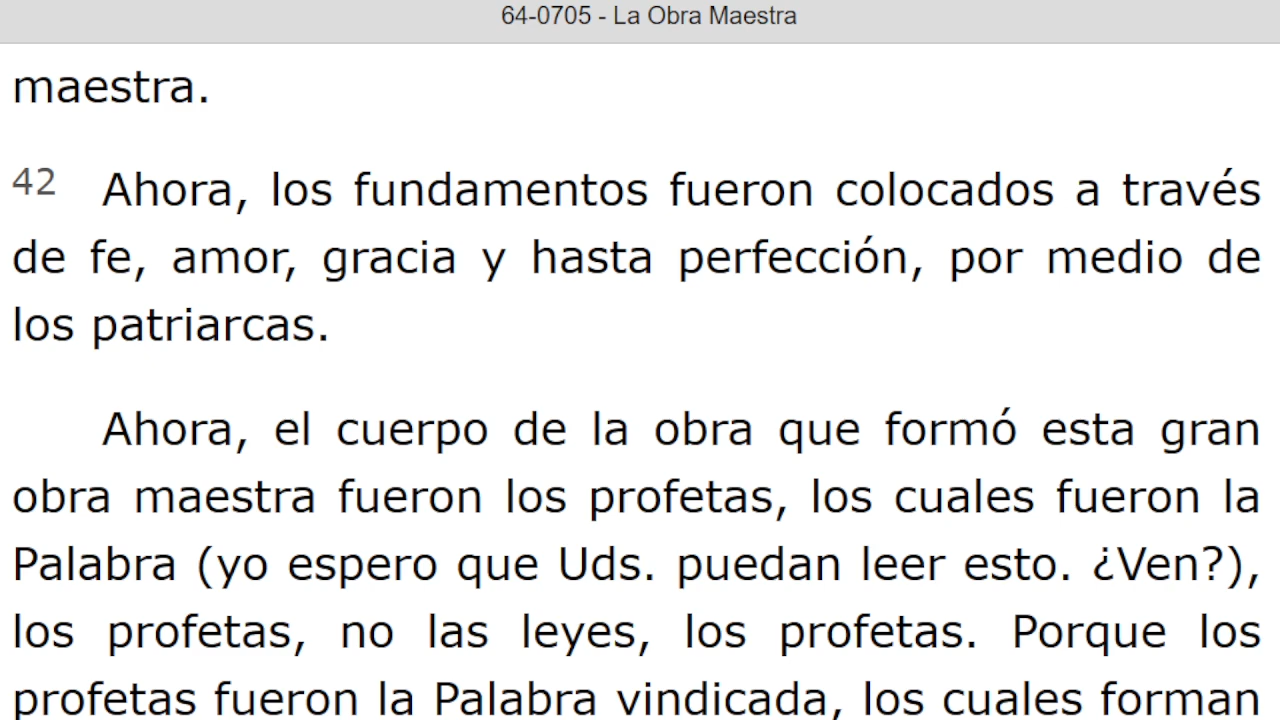 64-0705 - La Obra Maestra
maestra.
42 Ahora, los fundamentos fueron colocados a través
de fe, amor, gracia y hasta perfección, por medio de
los patriarcas.
Ahora, el cuerpo de la obra que formó esta gran
obra maestra fueron los profetas, los cuales fueron la
Palabra (yo espero que Uds. puedan leer esto. ¿Ven?),
los profetas, no las leyes, los profetas. Porque los
profetas fueron la Palabra vindicada, los cuales forman